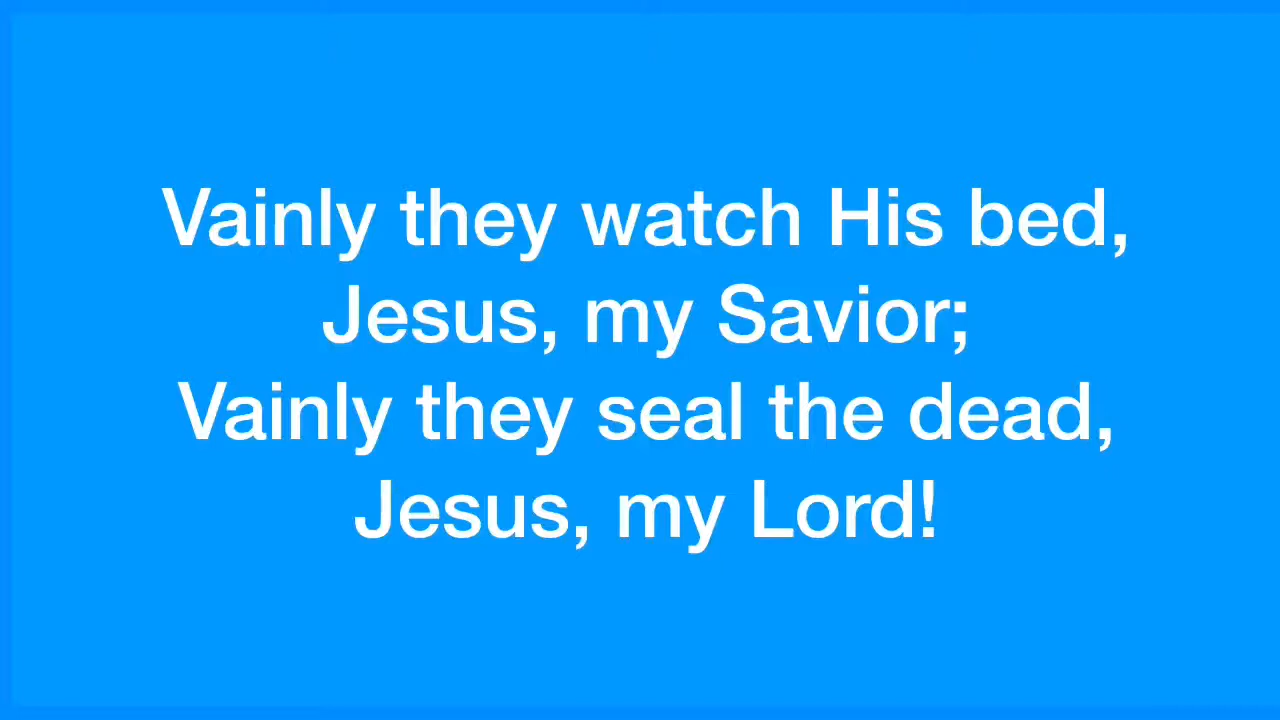 Vainly they watch His bed,
Jesus, my Savior;
Vainly they seal the dead,
Jesus, my Lord!